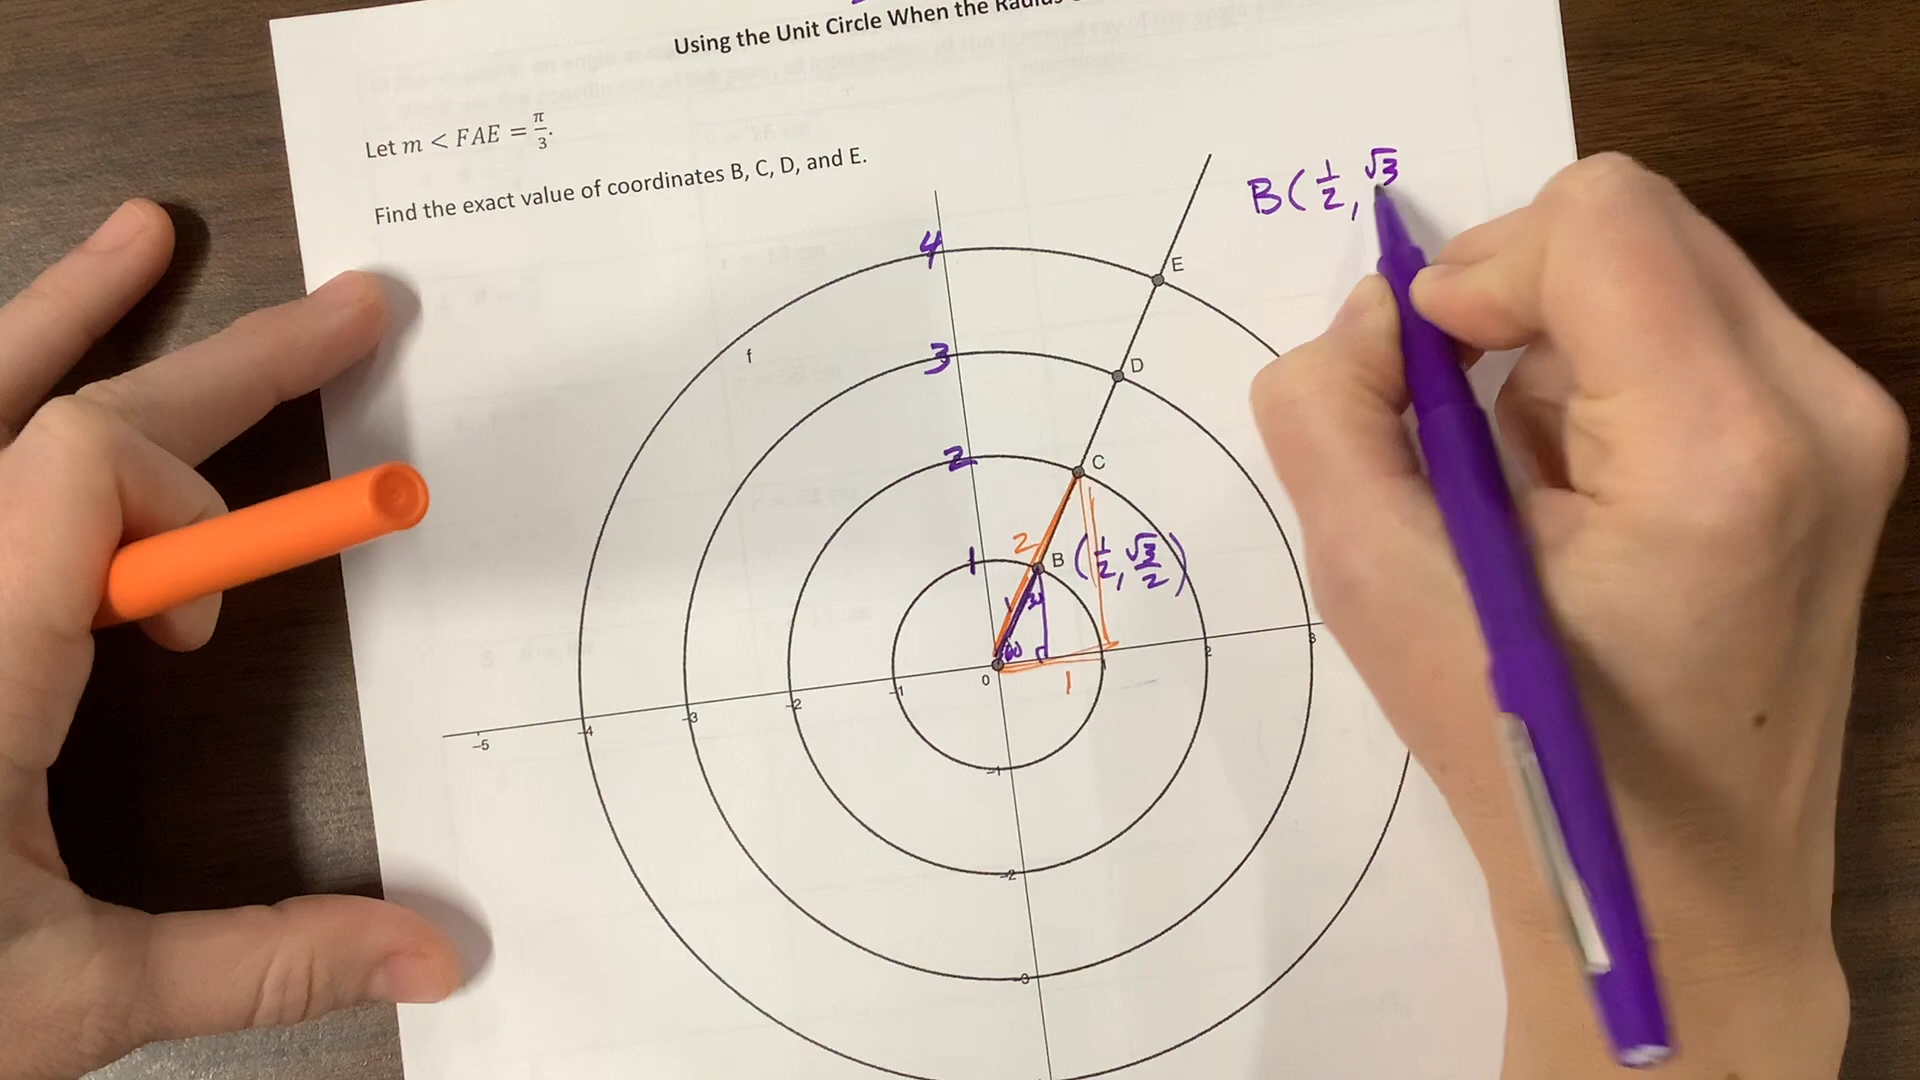 Using the Unit Circle When the Radius
Let m < FAE = π/3.
Find the exact value of coordinates B, C, D, and E.
B(1/2, √3
4
E
f
3
D
2
C
2
1
B (1/2, √3/2)
1
30
60
0
1
1
2
3
-1
-2
-3
-4
-5
-1
-2
-3